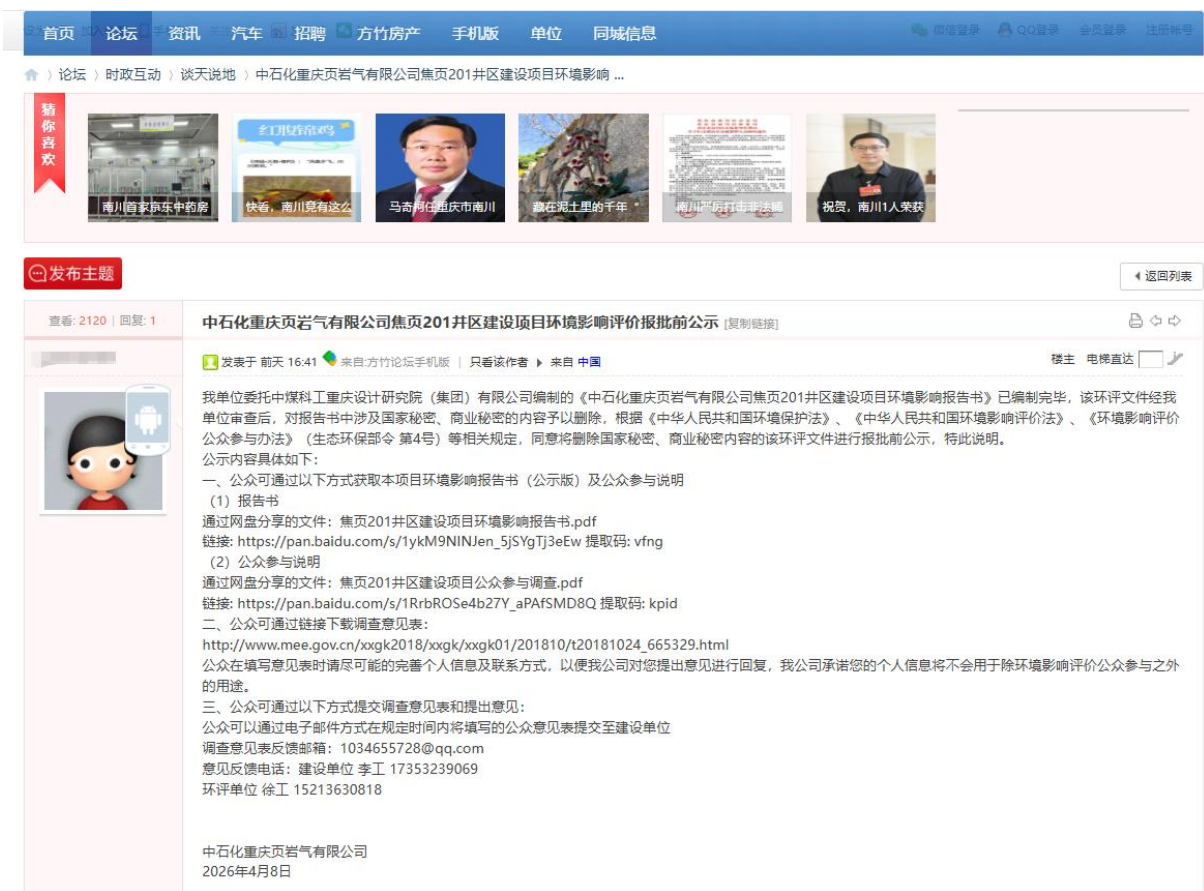 首页 论坛 资讯 汽车 招聘 方竹房产 手机版 单位 同城信息
微信登录 QQ登录 会员登录 注册帐号
论坛 〉 时政互动 〉 谈天说地 〉 中石化重庆页岩气有限公司焦页201井区建设项目环境影响 ...
猜你喜欢
南川首家京东中药房
快看，南川竟有这么
马奇柯任重庆市南川
藏在泥土里的千年“
南川严厉打击非法捕
祝贺，南川1人荣获
发布主题
返回列表
查看: 2120 | 回复: 1
中石化重庆页岩气有限公司焦页201井区建设项目环境影响评价报批前公示 [复制链接]
发表于 前天 16:41 来自:方竹论坛手机版 | 只看该作者 来自 中国
楼主 电梯直达
我单位委托中煤科工重庆设计研究院（集团）有限公司编制的《中石化重庆页岩气有限公司焦页201井区建设项目环境影响报告书》已编制完毕，该环评文件经我
单位审查后，对报告书中涉及国家秘密、商业秘密的内容予以删除，根据《中华人民共和国环境保护法》、《中华人民共和国环境影响评价法》、《环境影响评价
公众参与办法》（生态环保部令 第4号）等相关规定，同意将删除国家秘密、商业秘密内容的该环评文件进行报批前公示，特此说明。
公示内容具体如下：
一、公众可通过以下方式获取本项目环境影响报告书（公示版）及公众参与说明
（1）报告书
通过网盘分享的文件：焦页201井区建设项目环境影响报告书.pdf
链接: https://pan.baidu.com/s/1ykM9NINJen_5jSYgTj3eEw 提取码: vfng
（2）公众参与说明
通过网盘分享的文件：焦页201井区建设项目公众参与调查.pdf
链接: https://pan.baidu.com/s/1RrbROSe4b27Y_aPAfSMD8Q 提取码: kpid
二、公众可通过链接下载调查意见表：
http://www.mee.gov.cn/xxgk2018/xxgk/xxgk01/201810/t20181024_665329.html
公众在填写意见表时请尽可能的完善个人信息及联系方式，以便我公司对您提出意见进行回复，我公司承诺您的个人信息将不会用于除环境影响评价公众参与之外
的用途。
三、公众可通过以下方式提交调查意见表和提出意见：
公众可以通过电子邮件方式在规定时间内将填写的公众意见表提交至建设单位
调查意见表反馈邮箱：1034655728@qq.com
意见反馈电话：建设单位 李工 17353239069
环评单位 徐工 15213630818
中石化重庆页岩气有限公司
2026年4月8日